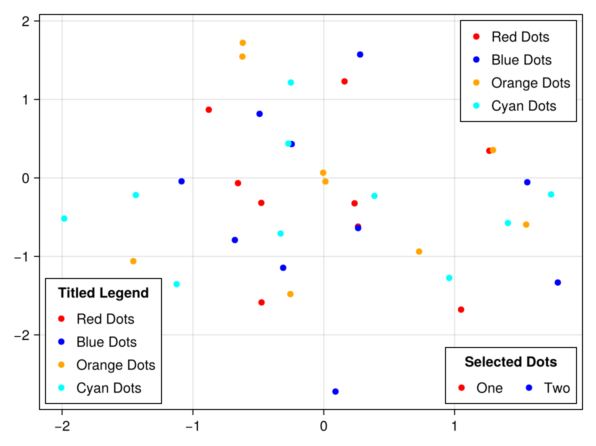 2
1
0
−1
−2
Red Dots
Blue Dots
Orange Dots
Cyan Dots
Titled Legend
Red Dots
Blue Dots
Orange Dots
Cyan Dots
Selected Dots
One Two
−2 −1 0 1